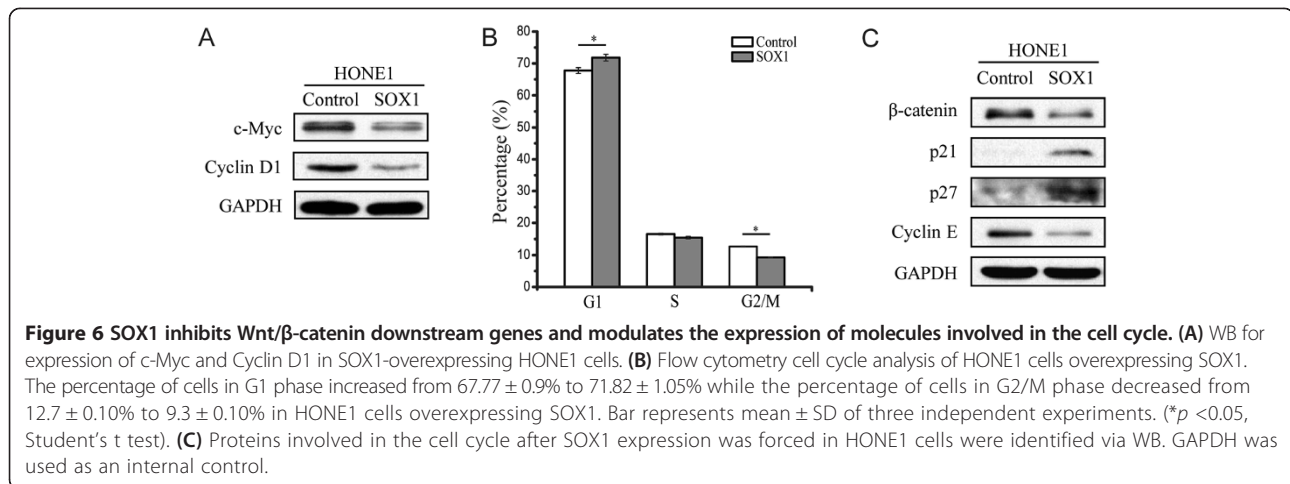 A
HONE1
Control SOX1
c-Myc
Cyclin D1
GAPDH
B
80
70
60
50
40
30
20
10
0
Percentage (%)
*
*
Control
SOX1
G1 S G2/M
C
HONE1
Control SOX1
β-catenin
p21
p27
Cyclin E
GAPDH
Figure 6 SOX1 inhibits Wnt/β-catenin downstream genes and modulates the expression of molecules involved in the cell cycle. (A) WB for
expression of c-Myc and Cyclin D1 in SOX1-overexpressing HONE1 cells. (B) Flow cytometry cell cycle analysis of HONE1 cells overexpressing SOX1.
The percentage of cells in G1 phase increased from 67.77 ± 0.9% to 71.82 ± 1.05% while the percentage of cells in G2/M phase decreased from
12.7 ± 0.10% to 9.3 ± 0.10% in HONE1 cells overexpressing SOX1. Bar represents mean ± SD of three independent experiments. (*p <0.05,
Student's t test). (C) Proteins involved in the cell cycle after SOX1 expression was forced in HONE1 cells were identified via WB. GAPDH was
used as an internal control.